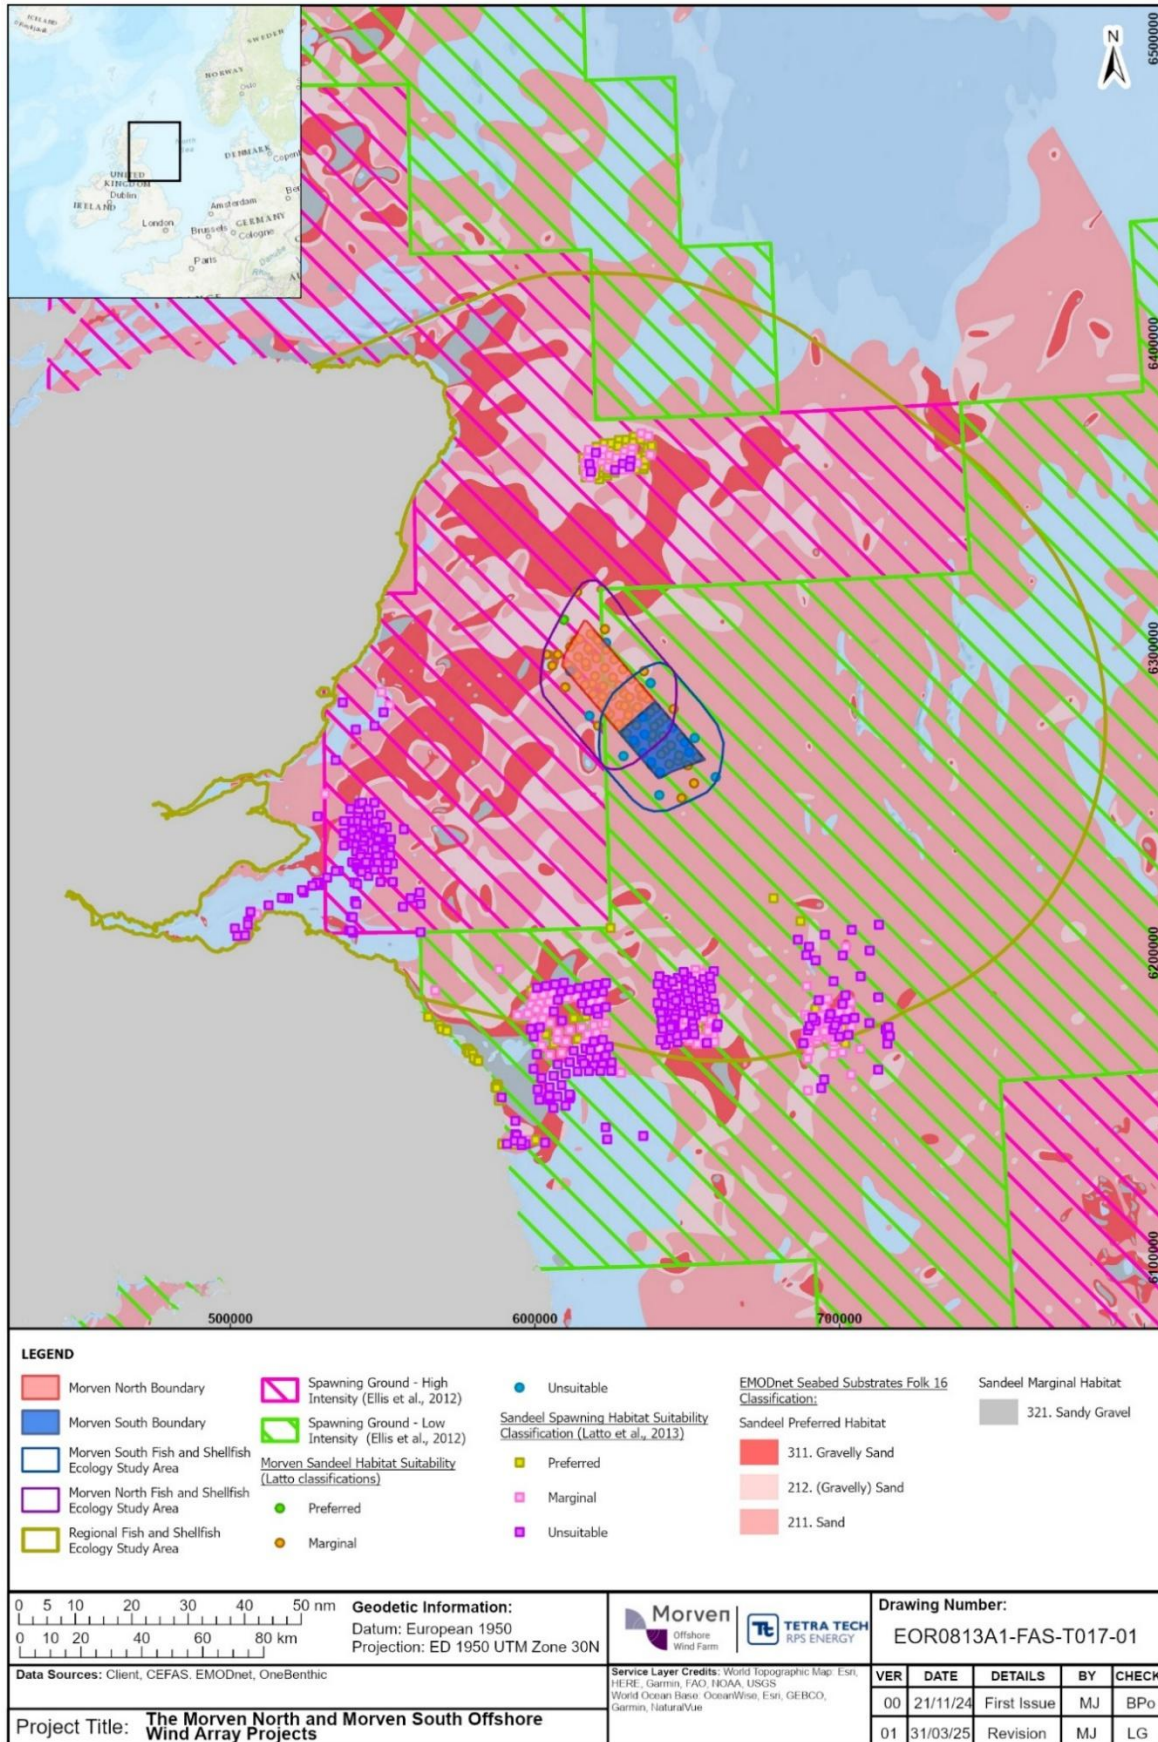 ICELAND
SWEDEN
NORWAY
Oslo
North
Sea
DENMARK
Copen
UNITED
KINGDOM
Dublin
IRELAND
Amsterdam
Ber
London
Brussels
GERMANY
Cologne
Paris
Danube
N
6500000
6400000
6300000
6200000
6100000
500000
600000
700000
LEGEND
Morven North Boundary
Morven South Boundary
Morven South Fish and Shellfish
Ecology Study Area
Morven North Fish and Shellfish
Ecology Study Area
Regional Fish and Shellfish
Ecology Study Area
Spawning Ground - High
Intensity (Ellis et al., 2012)
Spawning Ground - Low
Intensity (Ellis et al., 2012)
Morven Sandeel Habitat Suitability
(Latto classifications)
Preferred
Marginal
Unsuitable
Sandeel Spawning Habitat Suitability
Classification (Latto et al., 2013)
Preferred
Marginal
Unsuitable
EMODnet Seabed Substrates Folk 16
Classification:
Sandeel Preferred Habitat
311. Gravelly Sand
212. (Gravelly) Sand
211. Sand
Sandeel Marginal Habitat
321. Sandy Gravel
0 5 10 20 30 40 50 nm
0 10 20 40 60 80 km
Geodetic Information:
Datum: European 1950
Projection: ED 1950 UTM Zone 30N
Morven
Offshore
Wind Farm
Tt
TETRA TECH
RPS ENERGY
Drawing Number:
EOR0813A1-FAS-T017-01
Data Sources: Client, CEFAS, EMODnet, OneBenthic
Service Layer Credits: World Topographic Map: Esri,
HERE, Garmin, FAO, NOAA, USGS
World Ocean Base: OceanWise, Esri, GEBCO,
Garmin, NaturalVue
VER DATE DETAILS BY CHECK
00 21/11/24 First Issue MJ BPo
01 31/03/25 Revision MJ LG
Project Title: The Morven North and Morven South Offshore
Wind Array Projects